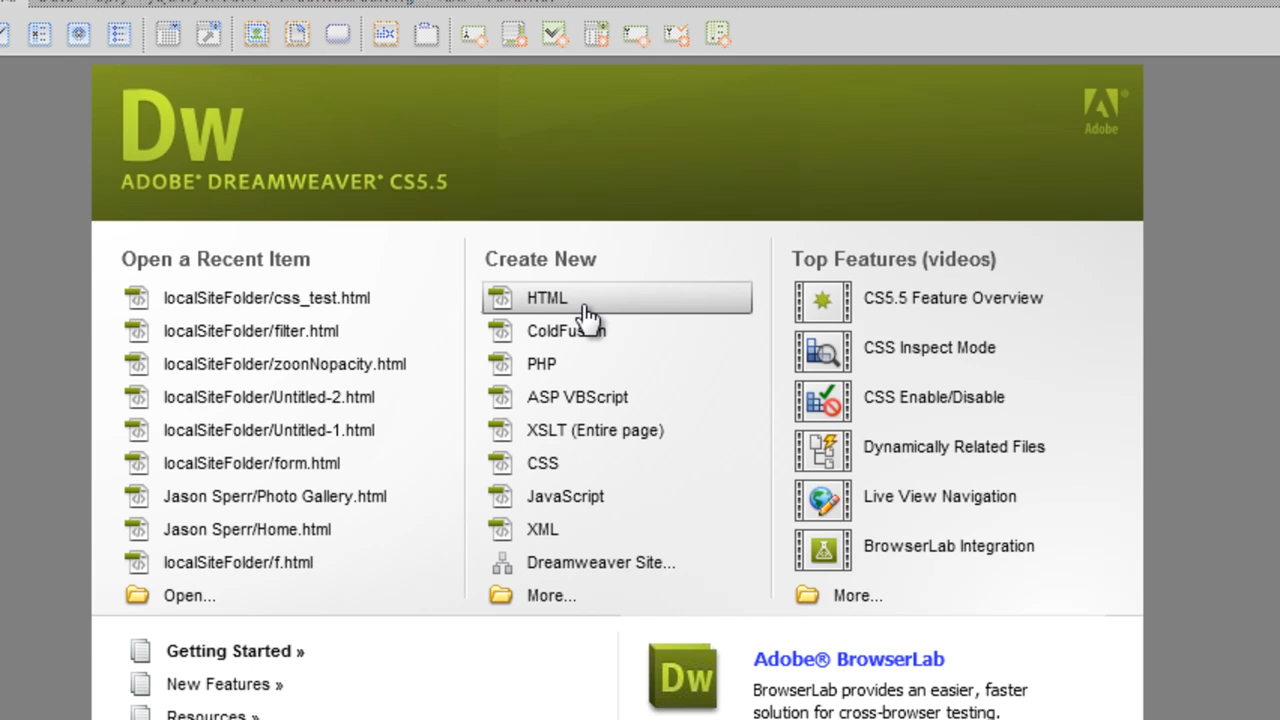 Dw
ADOBE® DREAMWEAVER® CS5.5
Adobe
Open a Recent Item
localSiteFolder/css_test.html
localSiteFolder/filter.html
localSiteFolder/zoonNopacity.html
localSiteFolder/Untitled-2.html
localSiteFolder/Untitled-1.html
localSiteFolder/form.html
Jason Sperr/Photo Gallery.html
Jason Sperr/Home.html
localSiteFolder/f.html
Open...
Create New
HTML
ColdFusion
PHP
ASP VBScript
XSLT (Entire page)
CSS
JavaScript
XML
Dreamweaver Site...
More...
Top Features (videos)
CS5.5 Feature Overview
CSS Inspect Mode
CSS Enable/Disable
Dynamically Related Files
Live View Navigation
BrowserLab Integration
More...
Getting Started »
New Features »
Resources »
Dw
Adobe® BrowserLab
BrowserLab provides an easier, faster
solution for cross-browser testing.